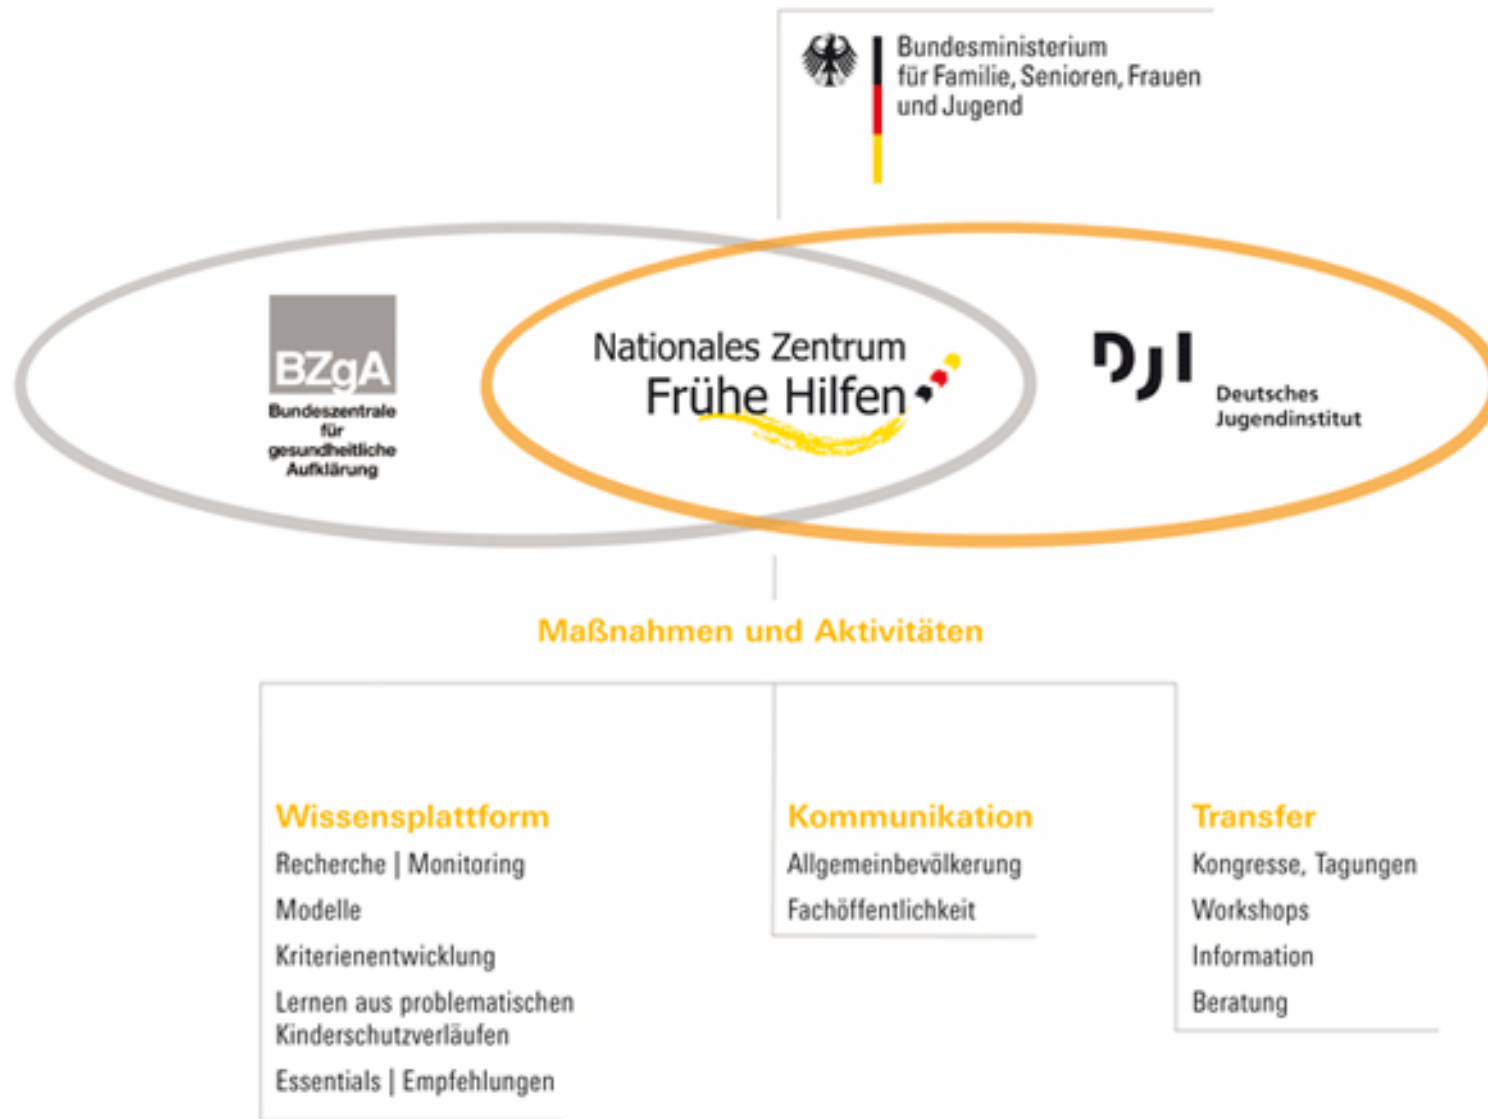 Bundesministerium
für Familie, Senioren, Frauen
und Jugend
BZgA
Bundeszentrale
für
gesundheitliche
Aufklärung
Nationales Zentrum
Frühe Hilfen
DJI
Deutsches
Jugendinstitut
Maßnahmen und Aktivitäten
Wissensplattform
Recherche | Monitoring
Modelle
Kriterienentwicklung
Lernen aus problematischen
Kinderschutzverläufen
Essentials | Empfehlungen
Kommunikation
Allgemeinbevölkerung
Fachöffentlichkeit
Transfer
Kongresse, Tagungen
Workshops
Information
Beratung